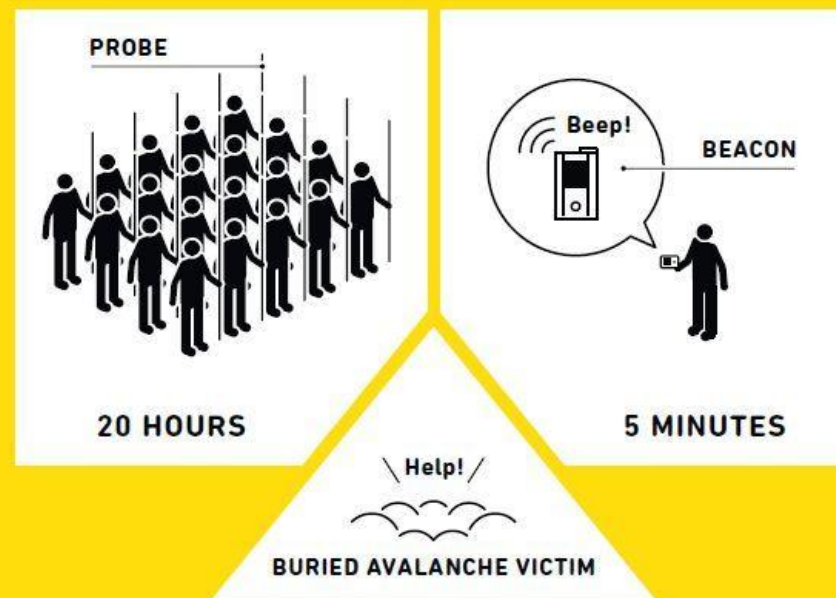 PROBE
20 HOURS
Beep!
BEACON
5 MINUTES
Help!
BURIED AVALANCHE VICTIM